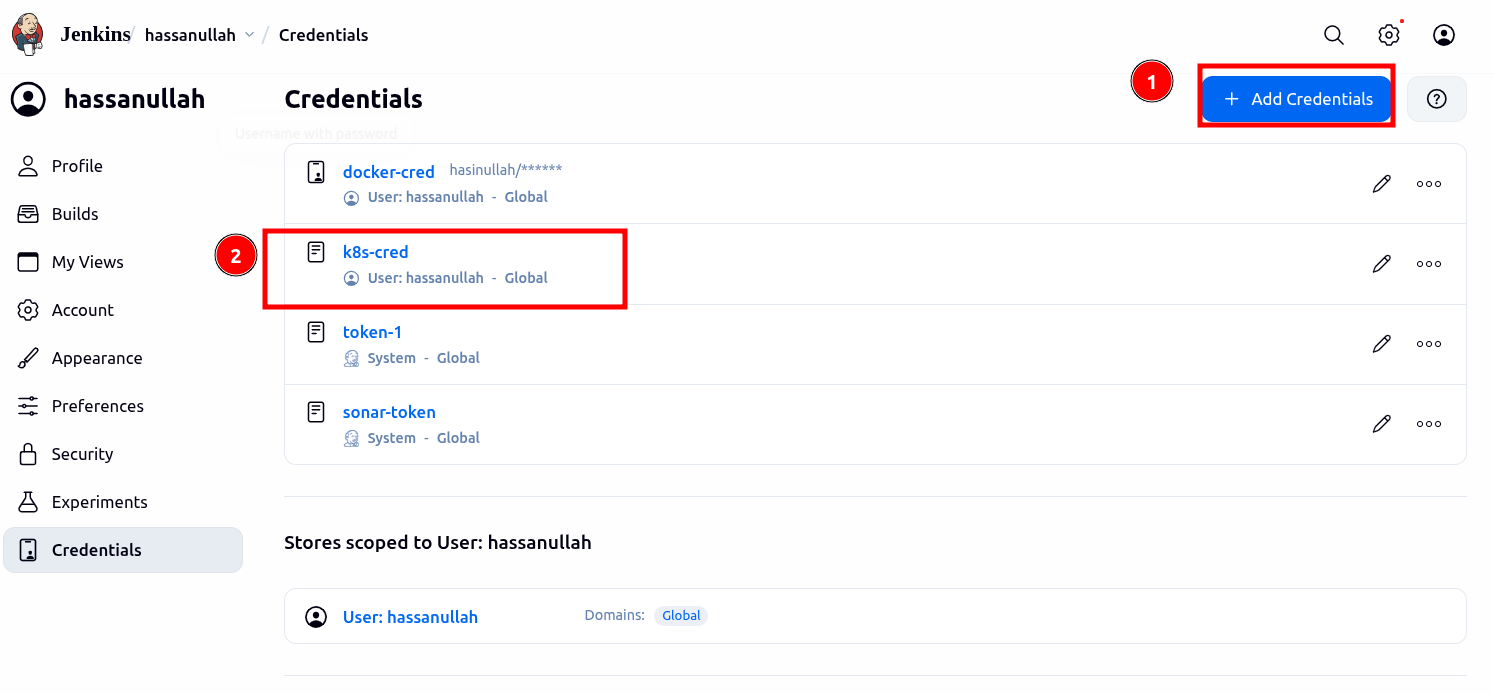 Jenkins / hassanullah / Credentials
hassanullah
Credentials
1
+ Add Credentials
Username with password
Profile
Builds
My Views
Account
Appearance
Preferences
Security
Experiments
Credentials
docker-cred hasinullah/******
User: hassanullah - Global
2
k8s-cred
User: hassanullah - Global
token-1
System - Global
sonar-token
System - Global
Stores scoped to User: hassanullah
User: hassanullah Domains: Global